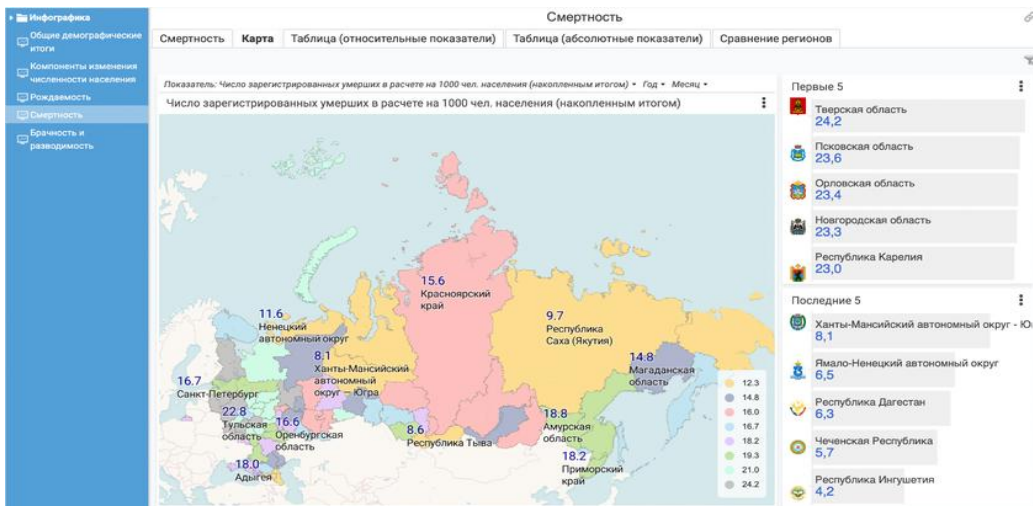 Инфографика
Общие демографические
итоги
Компоненты изменения
численности населения
Рождаемость
Смертность
Брачность и
разводимость
Смертность
Смертность
Карта
Таблица (относительные показатели)
Таблица (абсолютные показатели)
Сравнение регионов
Показатель: Число зарегистрированных умерших в расчете на 1000 чел. населения (накопленным итогом)
Год
Месяц
Число зарегистрированных умерших в расчете на 1000 чел. населения (накопленным итогом)
15.6
Красноярский
край
11.6
Ненецкий
автономный округ
9.7
Республика
Саха (Якутия)
8.1
Ханты-Мансийский
автономный
округ — Югра
14.8
Магаданская
область
16.7
Санкт-Петербург
22.8
Тульская
область
16.6
Оренбургская
область
8.6
Республика Тыва
18.8
Амурская
область
18.0
Адыгея
18.2
Приморский
край
12.3
14.8
16.0
16.7
18.2
19.3
21.0
24.2
Первые 5
Тверская область
24,2
Псковская область
23,6
Орловская область
23,4
Новгородская область
23,3
Республика Карелия
23,0
Последние 5
Ханты-Мансийский автономный округ - Ю
8,1
Ямало-Ненецкий автономный округ
6,5
Республика Дагестан
6,3
Чеченская Республика
5,7
Республика Ингушетия
4,2